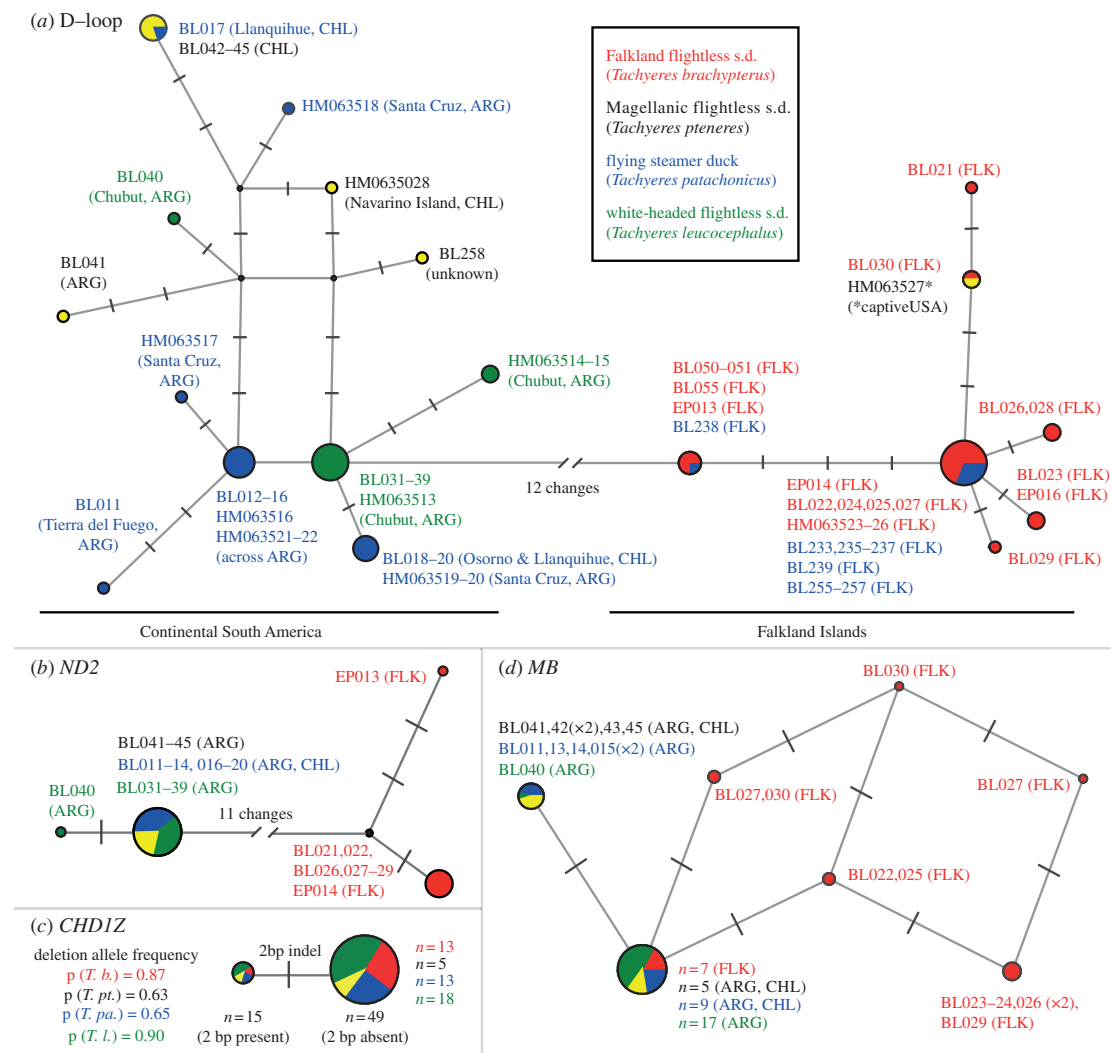 (a) D–loop
BL017 (Llanquihue, CHL)
BL042–45 (CHL)
HM063518 (Santa Cruz, ARG)
BL040
(Chubut, ARG)
HM0635028
(Navarino Island, CHL)
BL041
(ARG)
BL258
(unknown)
HM063517
(Santa Cruz,
ARG)
HM063514–15
(Chubut, ARG)
BL011
(Tierra del Fuego,
ARG)
BL012–16
HM063516
HM063521–22
(across ARG)
BL031–39
HM063513
(Chubut, ARG)
BL018–20 (Osorno & Llanquihue, CHL)
HM063519–20 (Santa Cruz, ARG)
12 changes
Falkland flightless s.d.
(Tachyeres brachypterus)
Magellanic flightless s.d.
(Tachyeres pteneres)
flying steamer duck
(Tachyeres patachonicus)
white-headed flightless s.d.
(Tachyeres leucocephalus)
BL021 (FLK)
BL030 (FLK)
HM063527*
(*captiveUSA)
BL050–051 (FLK)
BL055 (FLK)
EP013 (FLK)
BL238 (FLK)
BL026,028 (FLK)
BL023 (FLK)
EP016 (FLK)
BL029 (FLK)
EP014 (FLK)
BL022,024,025,027 (FLK)
HM063523–26 (FLK)
BL233,235–237 (FLK)
BL239 (FLK)
BL255–257 (FLK)
Continental South America
Falkland Islands
(b) ND2
EP013 (FLK)
BL041–45 (ARG)
BL011–14, 016–20 (ARG, CHL)
BL031–39 (ARG)
BL040
(ARG)
11 changes
BL021,022,
BL026,027–29
EP014 (FLK)
(c) CHD1Z
deletion allele frequency
p (T. b.) = 0.87
p (T. pt.) = 0.63
p (T. pa.) = 0.65
p (T. l.) = 0.90
2bp indel
n = 15
(2 bp present)
n = 49
(2 bp absent)
n = 13
n = 5
n = 13
n = 18
(d) MB
BL030 (FLK)
BL041,42(×2),43,45 (ARG, CHL)
BL011,13,14,015(×2) (ARG)
BL040 (ARG)
BL027,030 (FLK)
BL027 (FLK)
BL022,025 (FLK)
n = 7 (FLK)
n = 5 (ARG, CHL)
n = 9 (ARG, CHL)
n = 17 (ARG)
BL023–24,026 (×2),
BL029 (FLK)